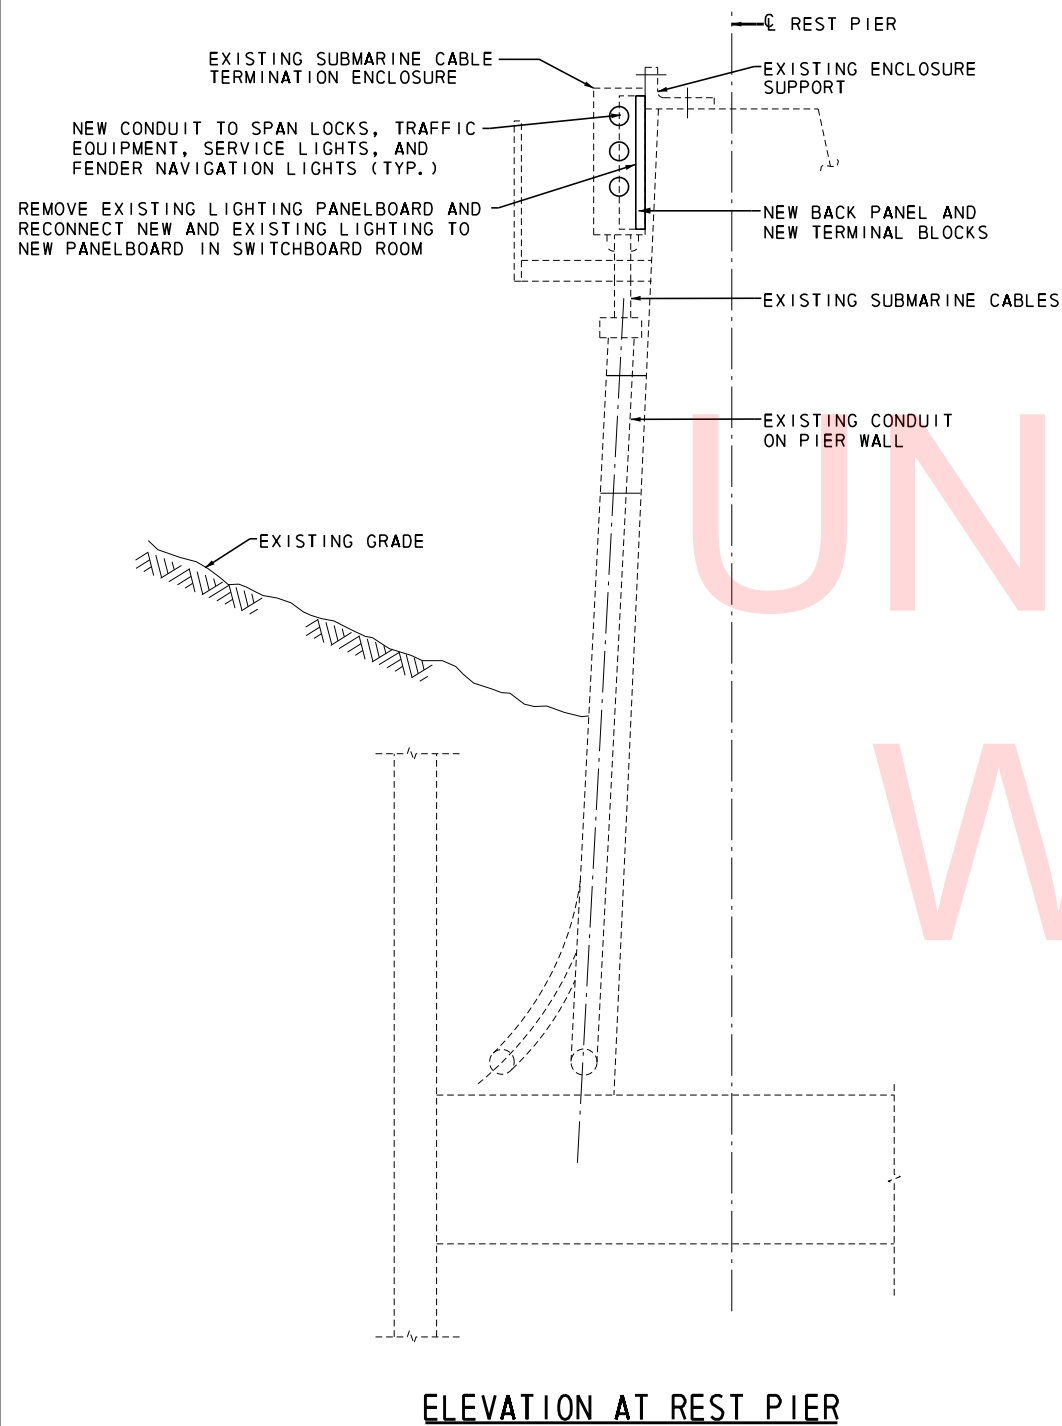 ℄ REST PIER
EXISTING SUBMARINE CABLE
TERMINATION ENCLOSURE
EXISTING ENCLOSURE
SUPPORT
NEW CONDUIT TO SPAN LOCKS, TRAFFIC
EQUIPMENT, SERVICE LIGHTS, AND
FENDER NAVIGATION LIGHTS (TYP.)
REMOVE EXISTING LIGHTING PANELBOARD AND
RECONNECT NEW AND EXISTING LIGHTING TO
NEW PANELBOARD IN SWITCHBOARD ROOM
NEW BACK PANEL AND
NEW TERMINAL BLOCKS
EXISTING SUBMARINE CABLES
EXISTING CONDUIT
ON PIER WALL
UN
EXISTING GRADE
W
ELEVATION AT REST PIER